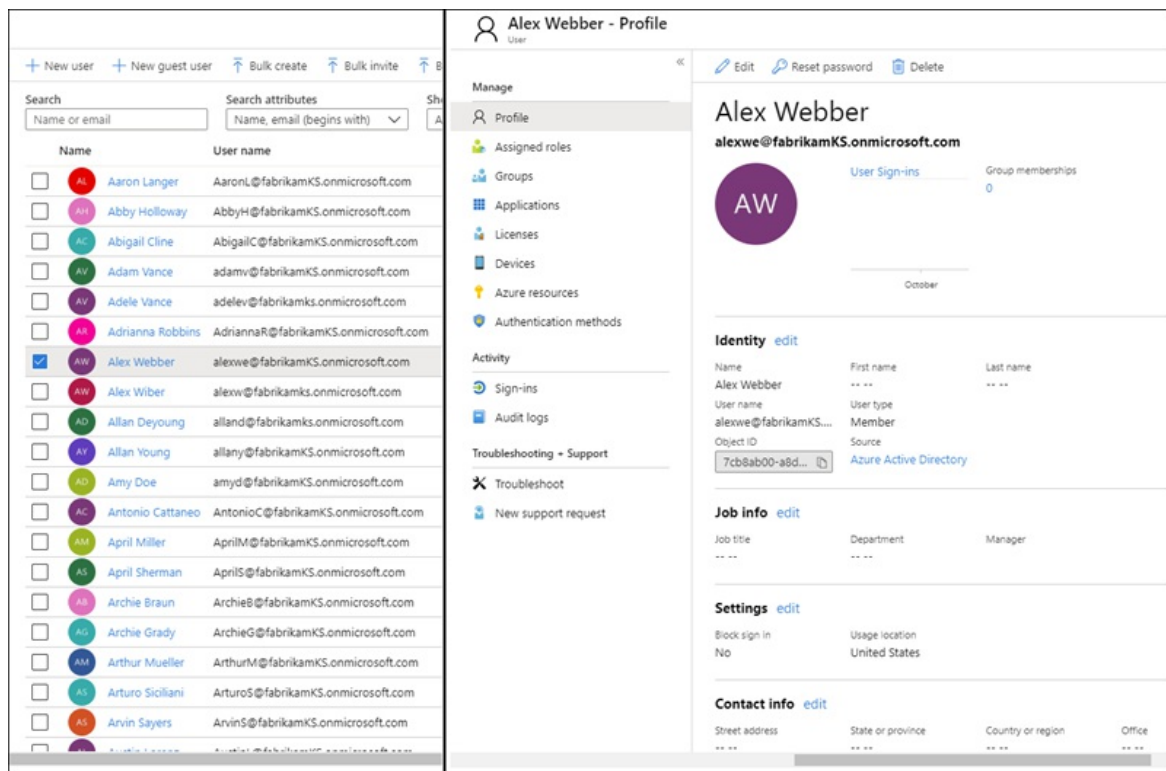 New user New guest user Bulk create Bulk invite B
Search
Name or email
Search attributes
Name, email (begins with)
Sh
A
Name User name
AL Aaron Langer AaronL@fabrikamKS.onmicrosoft.com
AH Abby Holloway AbbyH@fabrikamKS.onmicrosoft.com
AC Abigail Cline AbigailC@fabrikamKS.onmicrosoft.com
AV Adam Vance adamv@fabrikamKS.onmicrosoft.com
AV Adele Vance adelev@fabrikamks.onmicrosoft.com
AR Adrianna Robbins AdriannaR@fabrikamKS.onmicrosoft.com
AW Alex Webber alexwe@fabrikamKS.onmicrosoft.com
AW Alex Wiber alexw@fabrikamks.onmicrosoft.com
AD Allan Deyoung alland@fabrikamks.onmicrosoft.com
AY Allan Young allany@fabrikamKS.onmicrosoft.com
AD Amy Doe amyd@fabrikamKS.onmicrosoft.com
AC Antonio Cattaneo AntonioC@fabrikamKS.onmicrosoft.com
AM April Miller AprilM@fabrikamKS.onmicrosoft.com
AS April Sherman AprilS@fabrikamKS.onmicrosoft.com
AB Archie Braun ArchieB@fabrikamKS.onmicrosoft.com
AG Archie Grady ArchieG@fabrikamKS.onmicrosoft.com
AM Arthur Mueller ArthurM@fabrikamKS.onmicrosoft.com
AS Arturo Siciliani ArturoS@fabrikamKS.onmicrosoft.com
AS Arvin Sayers ArvinS@fabrikamKS.onmicrosoft.com
Alex Webber - Profile
User
«
Manage
Profile
Assigned roles
Groups
Applications
Licenses
Devices
Azure resources
Authentication methods
Activity
Sign-ins
Audit logs
Troubleshooting + Support
Troubleshoot
New support request
Edit Reset password Delete
Alex Webber
alexwe@fabrikamKS.onmicrosoft.com
AW
User Sign-ins
Group memberships
0
October
Identity edit
Name First name Last name
Alex Webber -- -- -- --
User name User type
alexwe@fabrikamKS.... Member
Object ID Source
7cb8ab00-a8d... Azure Active Directory
Job info edit
Job title Department Manager
-- -- -- --
Settings edit
Block sign in Usage location
No United States
Contact info edit
Street address State or province Country or region Office
-- -- -- -- -- -- -- --